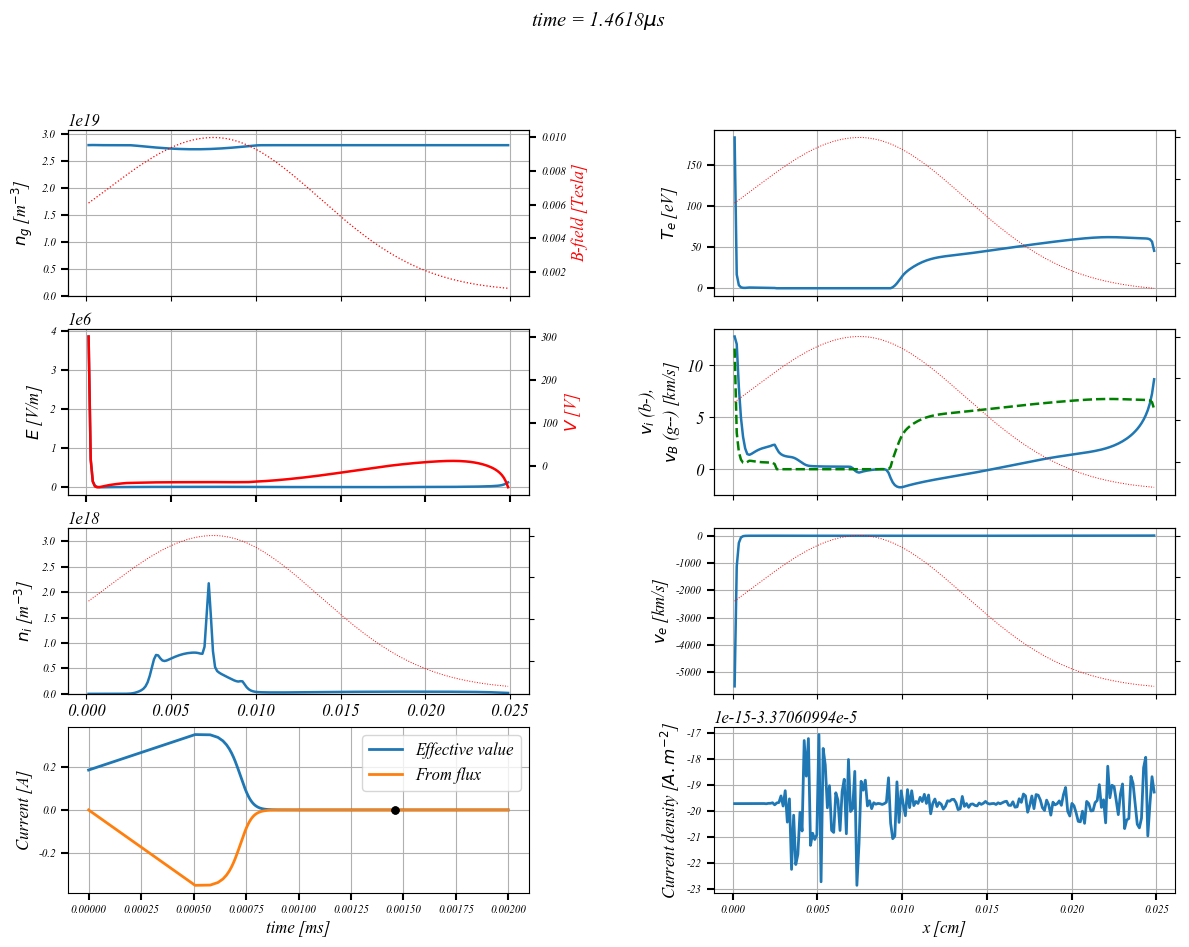 time = 1.4618μs
1e19
3.0
2.5
2.0
1.5
1.0
0.5
0.0
n_g [m^{-3}]
0.010
0.008
0.006
0.004
0.002
B-field [Tesla]
150
100
50
0
T_e [eV]
1e6
4
3
2
1
0
E [V/m]
300
200
100
0
V [V]
10
5
0
v_i (b-),
v_B (g--) [km/s]
1e18
3.0
2.5
2.0
1.5
1.0
0.5
0.0
n_i [m^{-3}]
0.000 0.005 0.010 0.015 0.020 0.025
0
-1000
-2000
-3000
-4000
-5000
v_e [km/s]
0.2
0.0
-0.2
Current [A]
Effective value
From flux
0.00000 0.00025 0.00050 0.00075 0.00100 0.00125 0.00150 0.00175 0.00200
time [ms]
1e-15-3.37060994e-5
-17
-18
-19
-20
-21
-22
-23
Current density [A.m^{-2}]
0.000 0.005 0.010 0.015 0.020 0.025
x [cm]